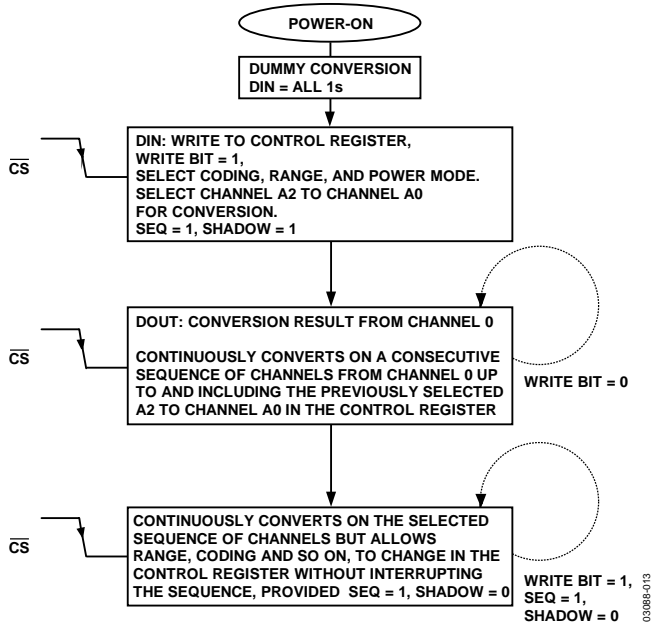 POWER-ON
DUMMY CONVERSION
DIN = ALL 1s
CS
DIN: WRITE TO CONTROL REGISTER,
WRITE BIT = 1,
SELECT CODING, RANGE, AND POWER MODE.
SELECT CHANNEL A2 TO CHANNEL A0
FOR CONVERSION.
SEQ = 1, SHADOW = 1
CS
DOUT: CONVERSION RESULT FROM CHANNEL 0
CONTINUOUSLY CONVERTS ON A CONSECUTIVE
SEQUENCE OF CHANNELS FROM CHANNEL 0 UP
TO AND INCLUDING THE PREVIOUSLY SELECTED
A2 TO CHANNEL A0 IN THE CONTROL REGISTER
WRITE BIT = 0
CS
CONTINUOUSLY CONVERTS ON THE SELECTED
SEQUENCE OF CHANNELS BUT ALLOWS
RANGE, CODING AND SO ON, TO CHANGE IN THE
CONTROL REGISTER WITHOUT INTERRUPTING
THE SEQUENCE, PROVIDED SEQ = 1, SHADOW = 0
WRITE BIT = 1,
SEQ = 1,
SHADOW = 0
03088-013